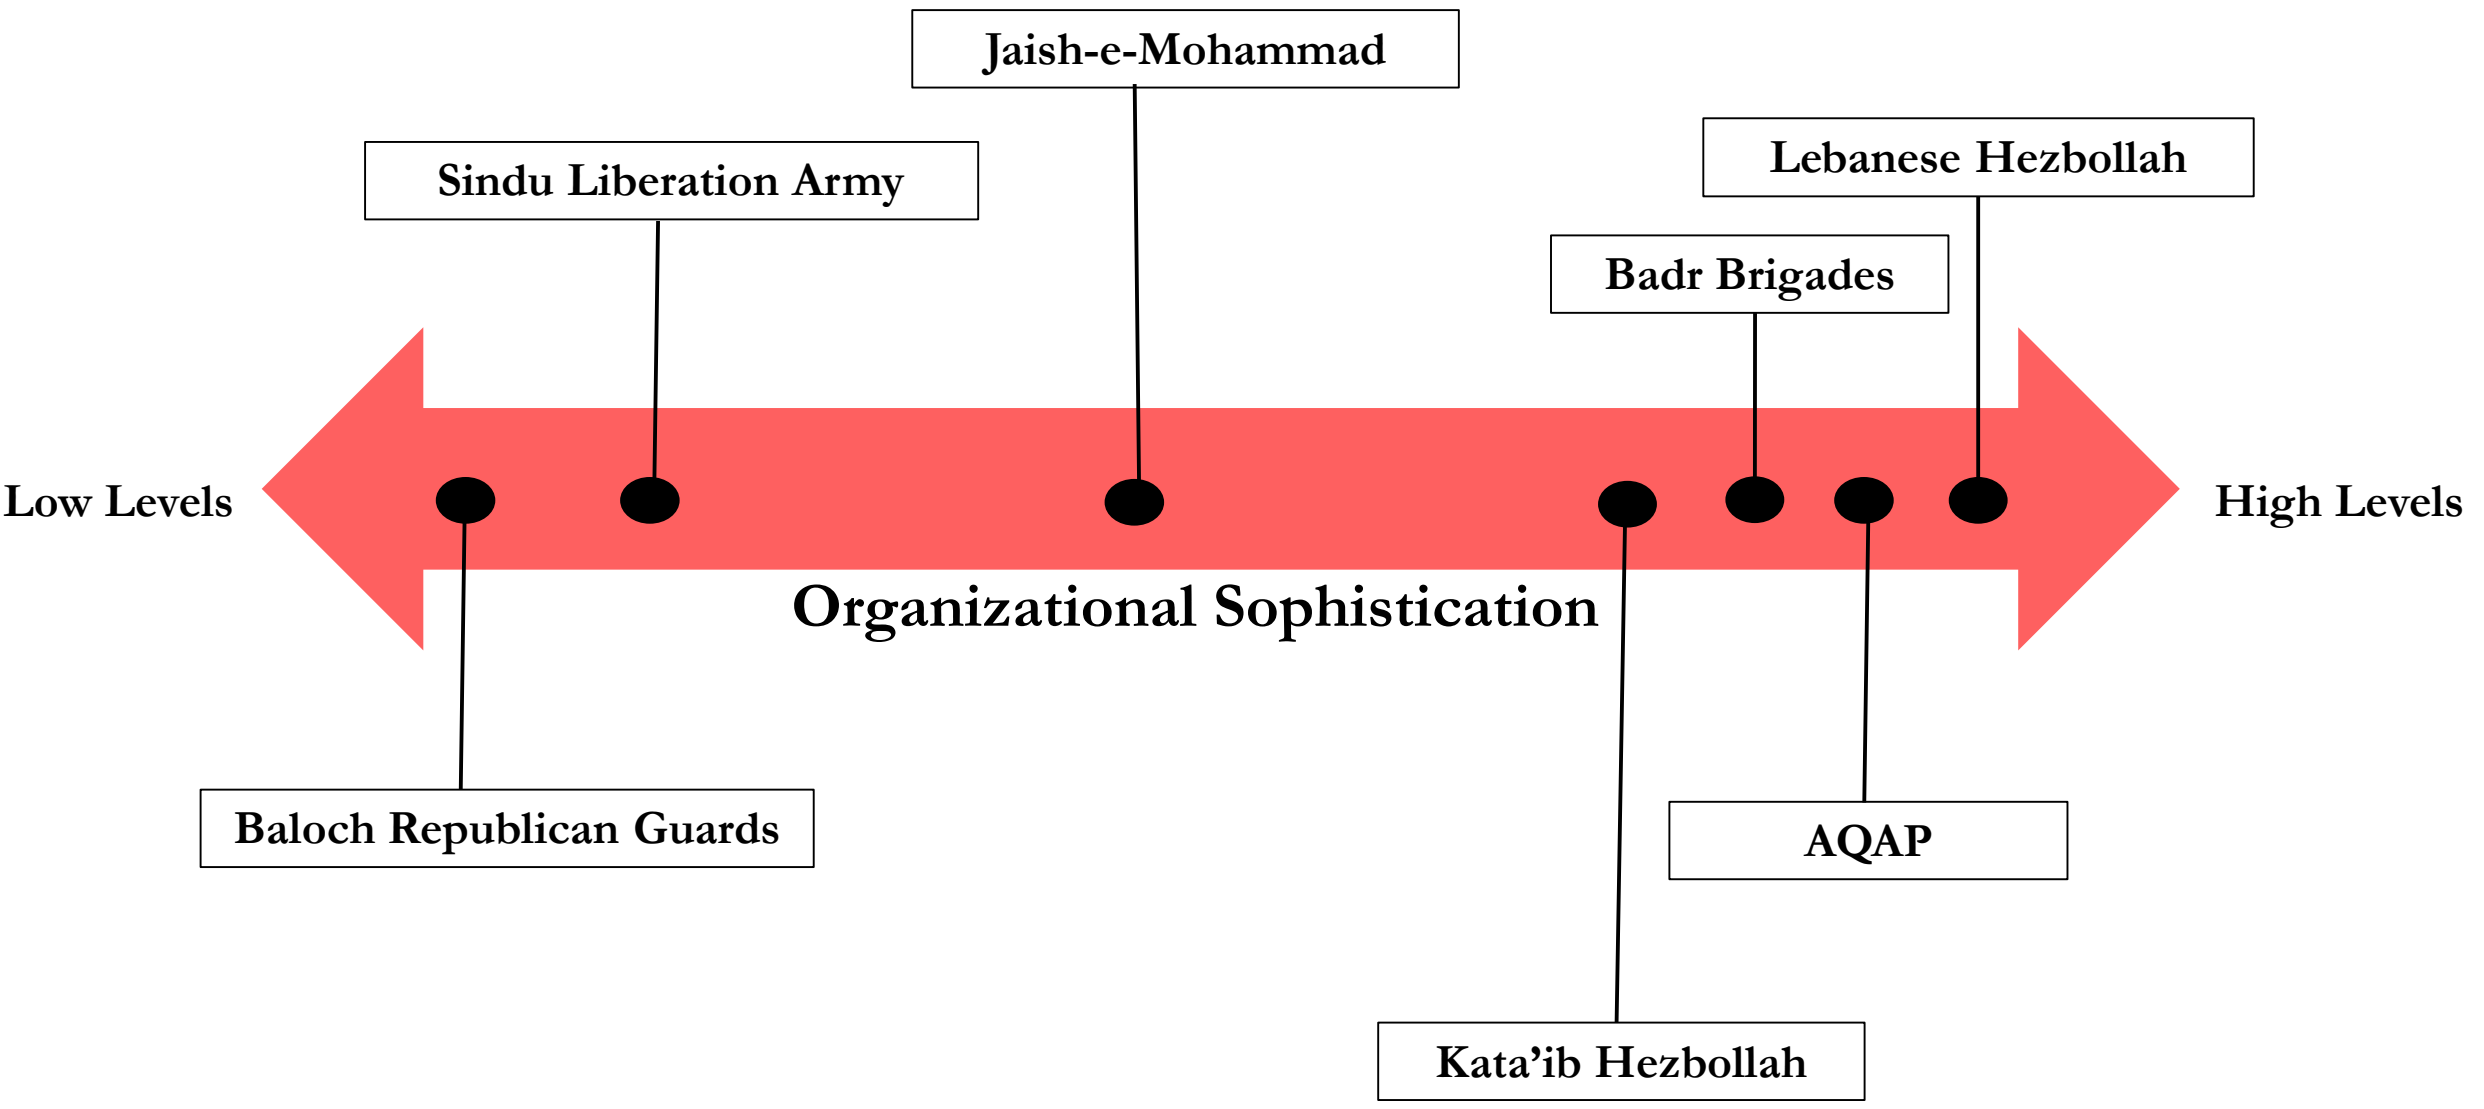 Jaish-e-Mohammad
Lebanese Hezbollah
Sindu Liberation Army
Badr Brigades
Low Levels
High Levels
Organizational Sophistication
Baloch Republican Guards
AQAP
Kata’ib Hezbollah